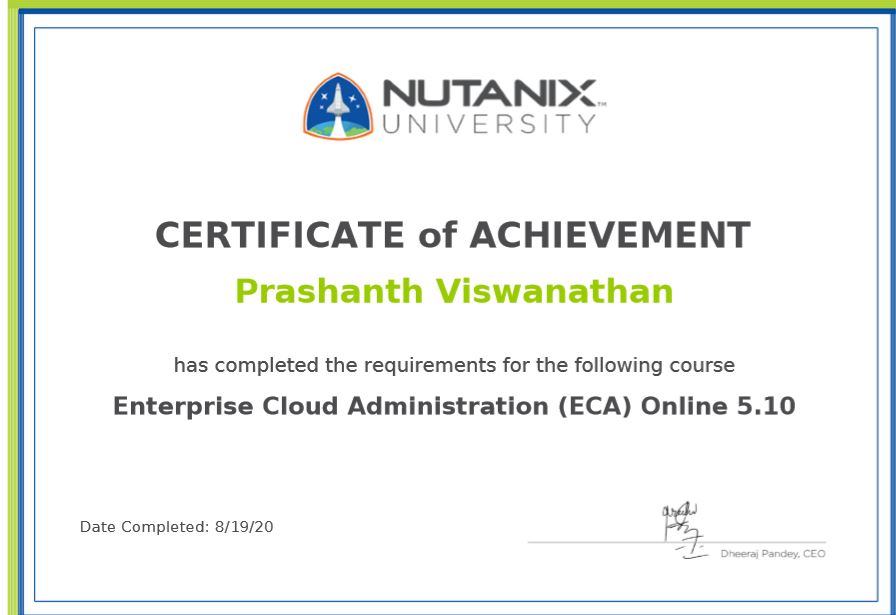 NUTANIX™
UNIVERSITY
CERTIFICATE of ACHIEVEMENT
Prashanth Viswanathan
has completed the requirements for the following course
Enterprise Cloud Administration (ECA) Online 5.10
Date Completed: 8/19/20
Dheeraj Pandey, CEO